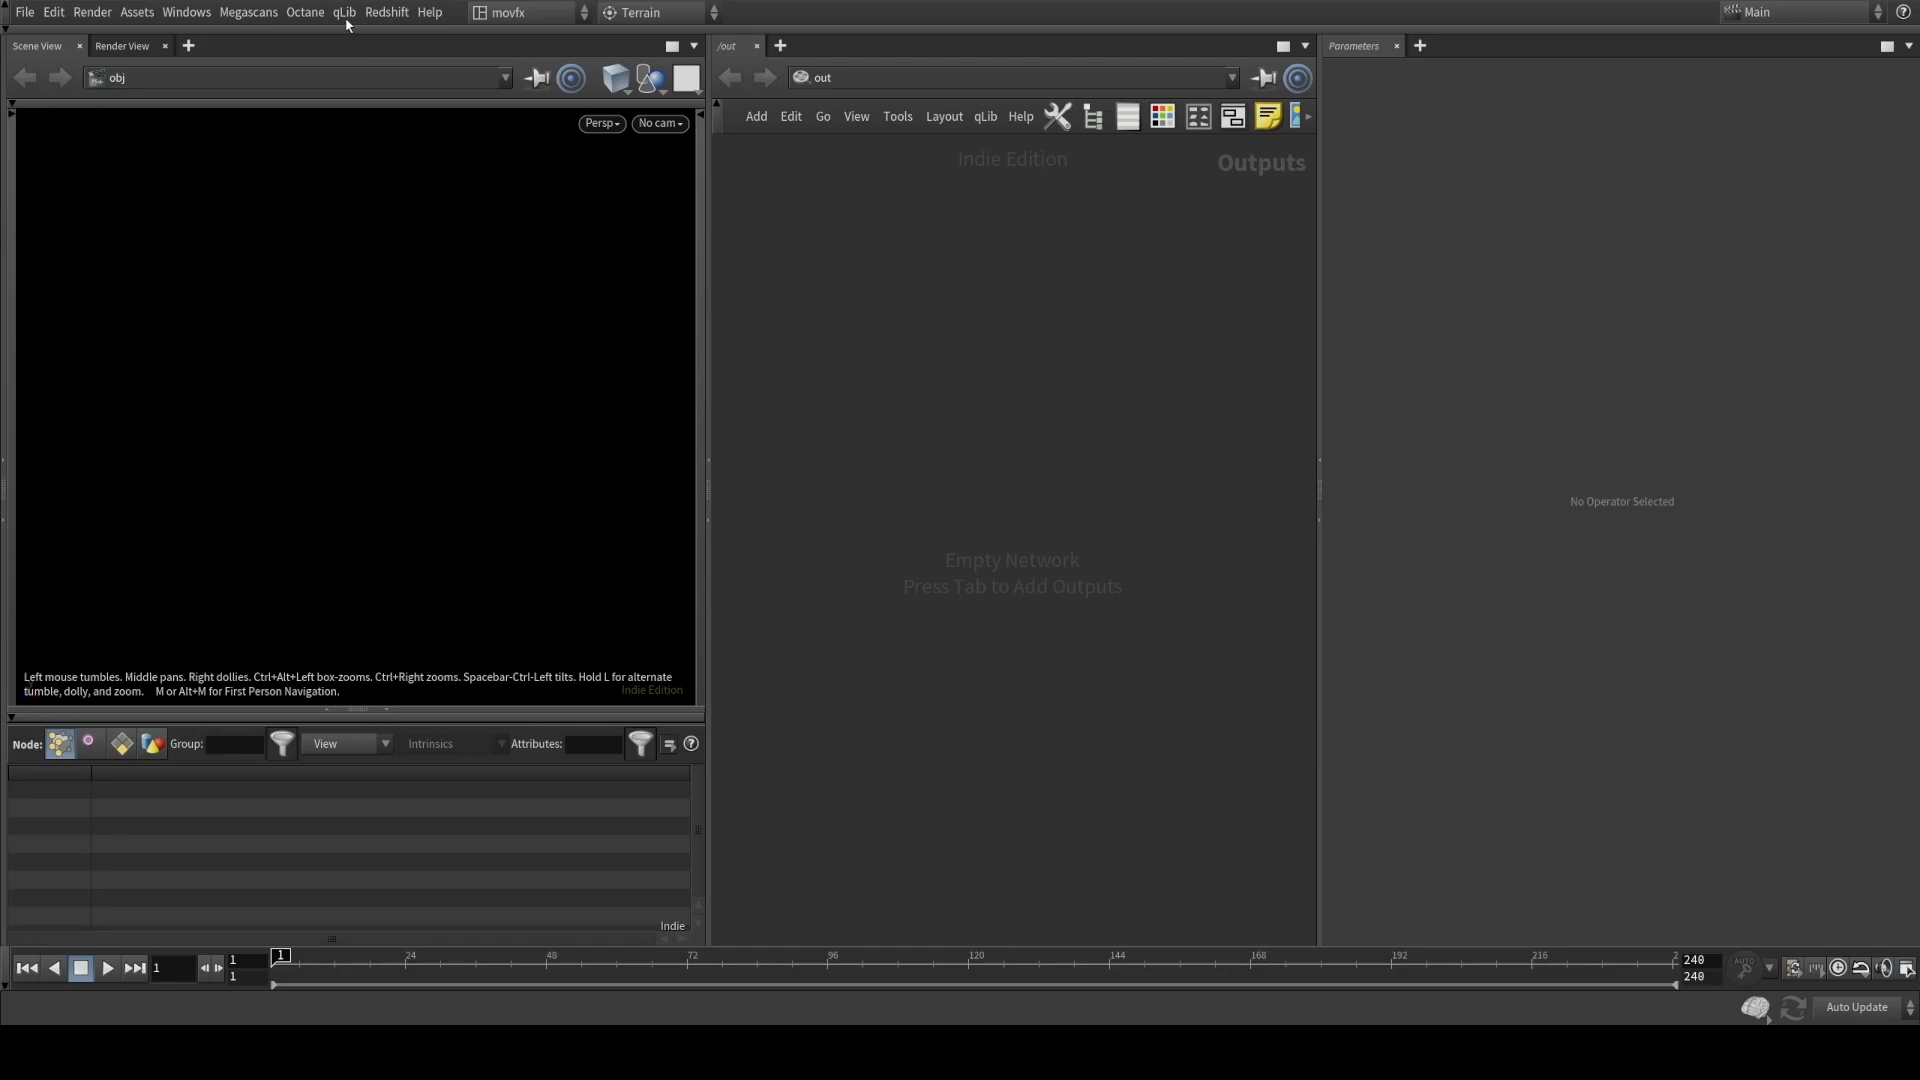 File Edit Render Assets Windows Megascans Octane qLib Redshift Help movfx Terrain Main
Scene View Render View /out Parameters
obj out
Persp No cam
Add Edit Go View Tools Layout qLib Help
Indie Edition Outputs
No Operator Selected
Empty Network
Press Tab to Add Outputs
Left mouse tumbles. Middle pans. Right dollies. Ctrl+Alt+Left box-zooms. Ctrl+Right zooms. Spacebar-Ctrl-Left tilts. Hold L for alternate
tumble, dolly, and zoom. M or Alt+M for First Person Navigation. Indie Edition
Node: Group: View Intrinsics Attributes:
Indie
1 1 1 24 48 72 96 120 144 168 192 216 2 240 AUTO
1 240
Auto Update